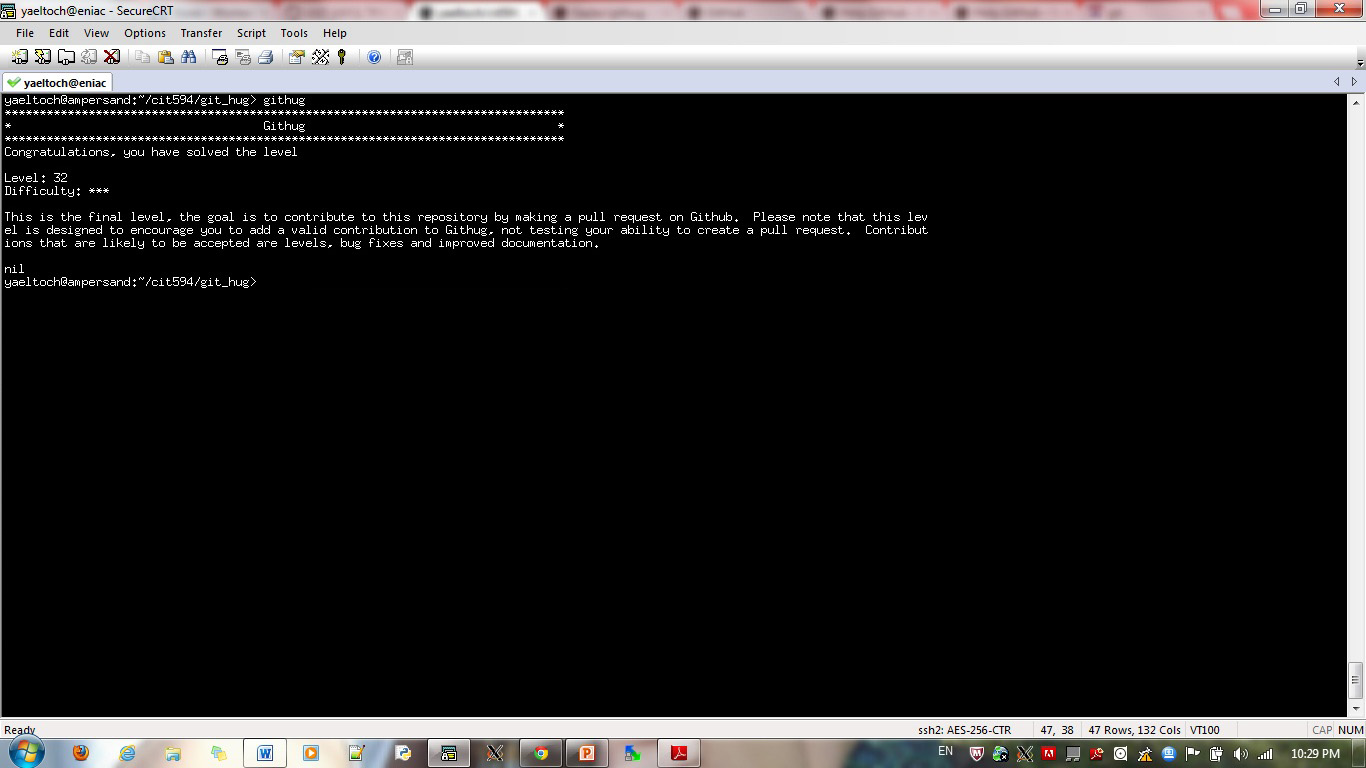 yaeltoch@eniac - SecureCRT
File Edit View Options Transfer Script Tools Help
yaeltoch@eniac
yaeltoch@ampersand:~/cit594/git_hug> githug
********************************************************************************
* Githug *
********************************************************************************
Congratulations, you have solved the level
Level: 32
Difficulty: ***
This is the final level, the goal is to contribute to this repository by making a pull request on Github. Please note that this lev
el is designed to encourage you to add a valid contribution to Githug, not testing your ability to create a pull request. Contribut
ions that are likely to be accepted are levels, bug fixes and improved documentation.
nil
yaeltoch@ampersand:~/cit594/git_hug>
Ready ssh2: AES-256-CTR 47, 38 47 Rows, 132 Cols VT100 CAP NUM
EN 10:29 PM